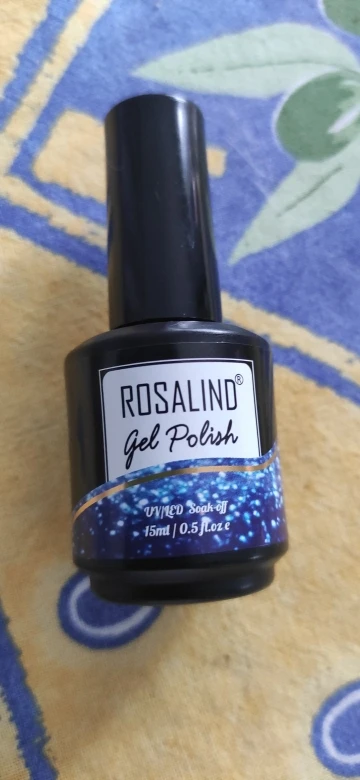 ROSALIND®
Gel Polish
UV/LED Soak-off
15ml / 0.5 fl.oz e